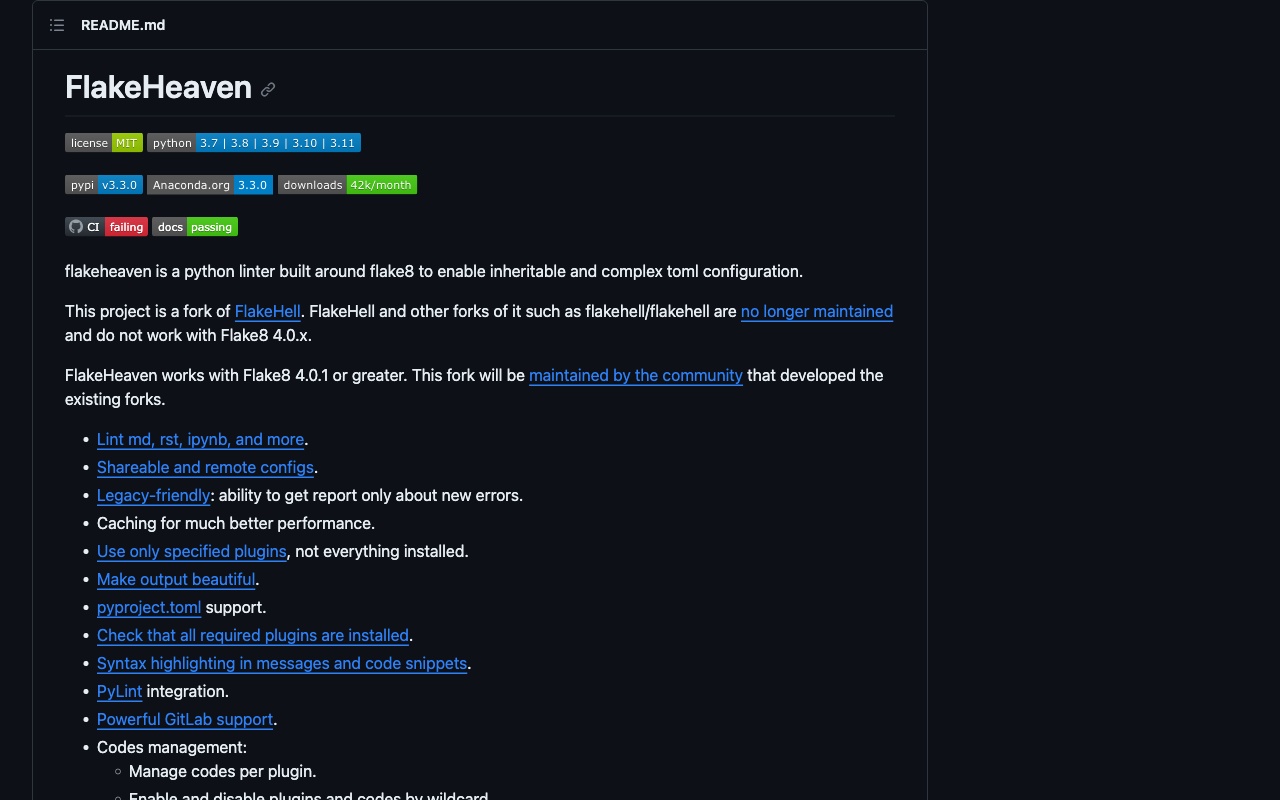 README.md
FlakeHeaven
license MIT python 3.7 | 3.8 | 3.9 | 3.10 | 3.11
pypi v3.3.0 Anaconda.org 3.3.0 downloads 42k/month
CI failing docs passing
flakeheaven is a python linter built around flake8 to enable inheritable and complex toml configuration.
This project is a fork of FlakeHell. FlakeHell and other forks of it such as flakehell/flakehell are no longer maintained
and do not work with Flake8 4.0.x.
FlakeHeaven works with Flake8 4.0.1 or greater. This fork will be maintained by the community that developed the
existing forks.
• Lint md, rst, ipynb, and more.
• Shareable and remote configs.
• Legacy-friendly: ability to get report only about new errors.
• Caching for much better performance.
• Use only specified plugins, not everything installed.
• Make output beautiful.
• pyproject.toml support.
• Check that all required plugins are installed.
• Syntax highlighting in messages and code snippets.
• PyLint integration.
• Powerful GitLab support.
• Codes management:
◦ Manage codes per plugin.
◦ Enable and disable plugins and codes by wildcard